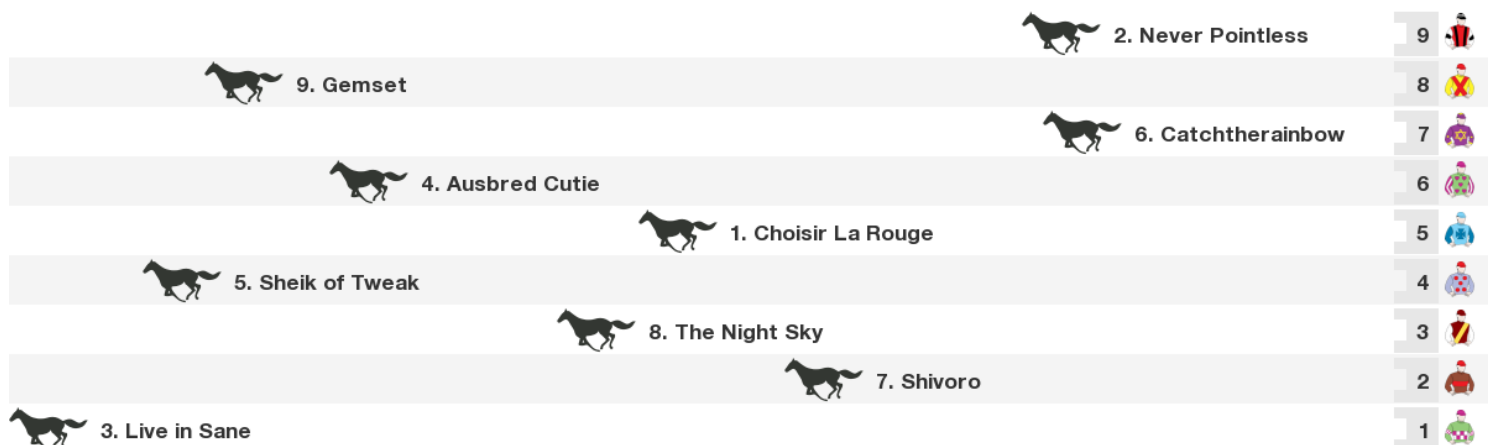 2. Never Pointless 9
9. Gemset 8
6. Catchtherainbow 7
4. Ausbred Cutie 6
1. Choisir La Rouge 5
5. Sheik of Tweak 4
8. The Night Sky 3
7. Shivoro 2
3. Live in Sane 1